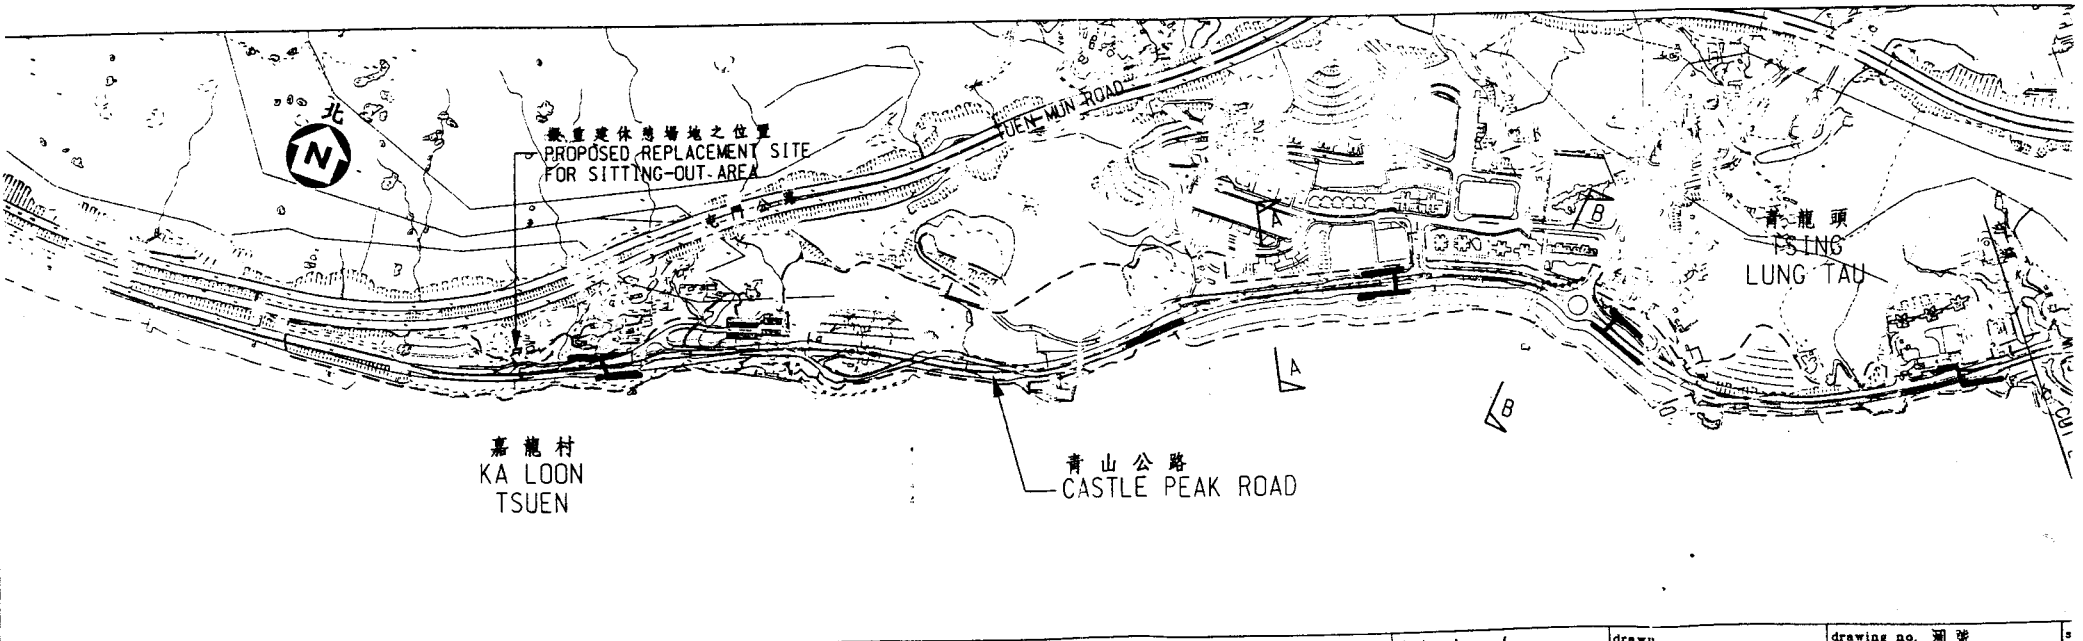 北
N
擬重建休憩場地之位置
PROPOSED REPLACEMENT SITE
FOR SITTING-OUT AREA
TUEN MUN ROAD
屯門公路
A
B
青龍頭
TSING
LUNG TAU
A
B
嘉龍村
KA LOON
TSUEN
青山公路
CASTLE PEAK ROAD
drawn
drawing no. 圖號